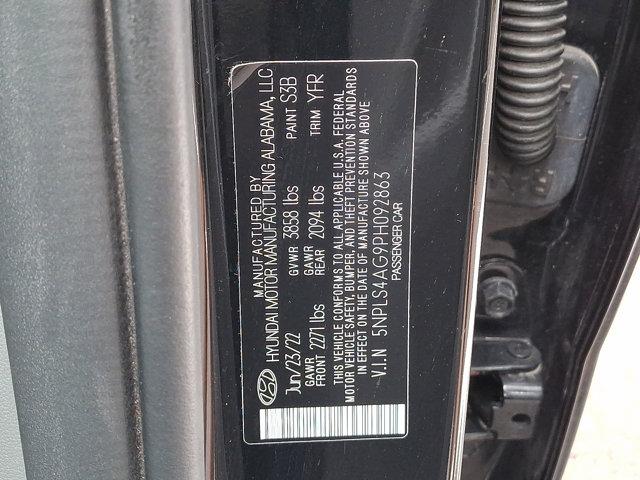 MANUFACTURED BY
HYUNDAI MOTOR MANUFACTURING ALABAMA, LLC
Jun/23/22 GVWR 3858 lbs PAINT S3B
GAWR FRONT 2271 lbs GAWR REAR 2094 lbs TRIM YFR
THIS VEHICLE CONFORMS TO ALL APPLICABLE U.S.A. FEDERAL
MOTOR VEHICLE SAFETY, BUMPER, AND THEFT PREVENTION STANDARDS
IN EFFECT ON THE DATE OF MANUFACTURE SHOWN ABOVE
V.I.N 5NPLS4AG9PH092863
PASSENGER CAR